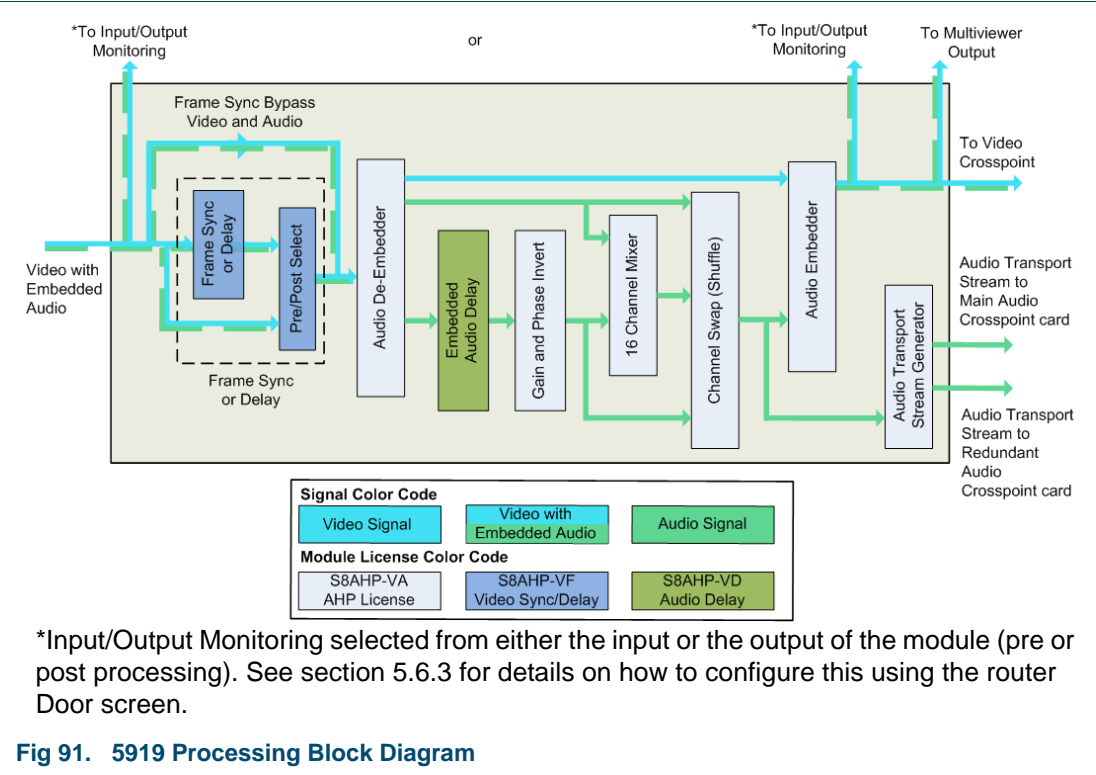 *To Input/Output
Monitoring
or
*To Input/Output
Monitoring
To Multiviewer
Output
Frame Sync Bypass
Video and Audio
To Video
Crosspoint
Frame Sync
or Delay
Pre/Post Select
Video with
Embedded
Audio
Frame Sync
or Delay
Audio De-Embedder
Embedded
Audio Delay
Gain and Phase Invert
16 Channel Mixer
Channel Swap (Shuffle)
Audio Embedder
Audio Transport
Stream Generator
Audio Transport
Stream to
Main Audio
Crosspoint card
Audio Transport
Stream to
Redundant
Audio
Crosspoint card
Signal Color Code
Video Signal
Video with
Embedded Audio
Audio Signal
Module License Color Code
S8AHP-VA
AHP License
S8AHP-VF
Video Sync/Delay
S8AHP-VD
Audio Delay
*Input/Output Monitoring selected from either the input or the output of the module (pre or
post processing). See section 5.6.3 for details on how to configure this using the router
Door screen.
Fig 91. 5919 Processing Block Diagram